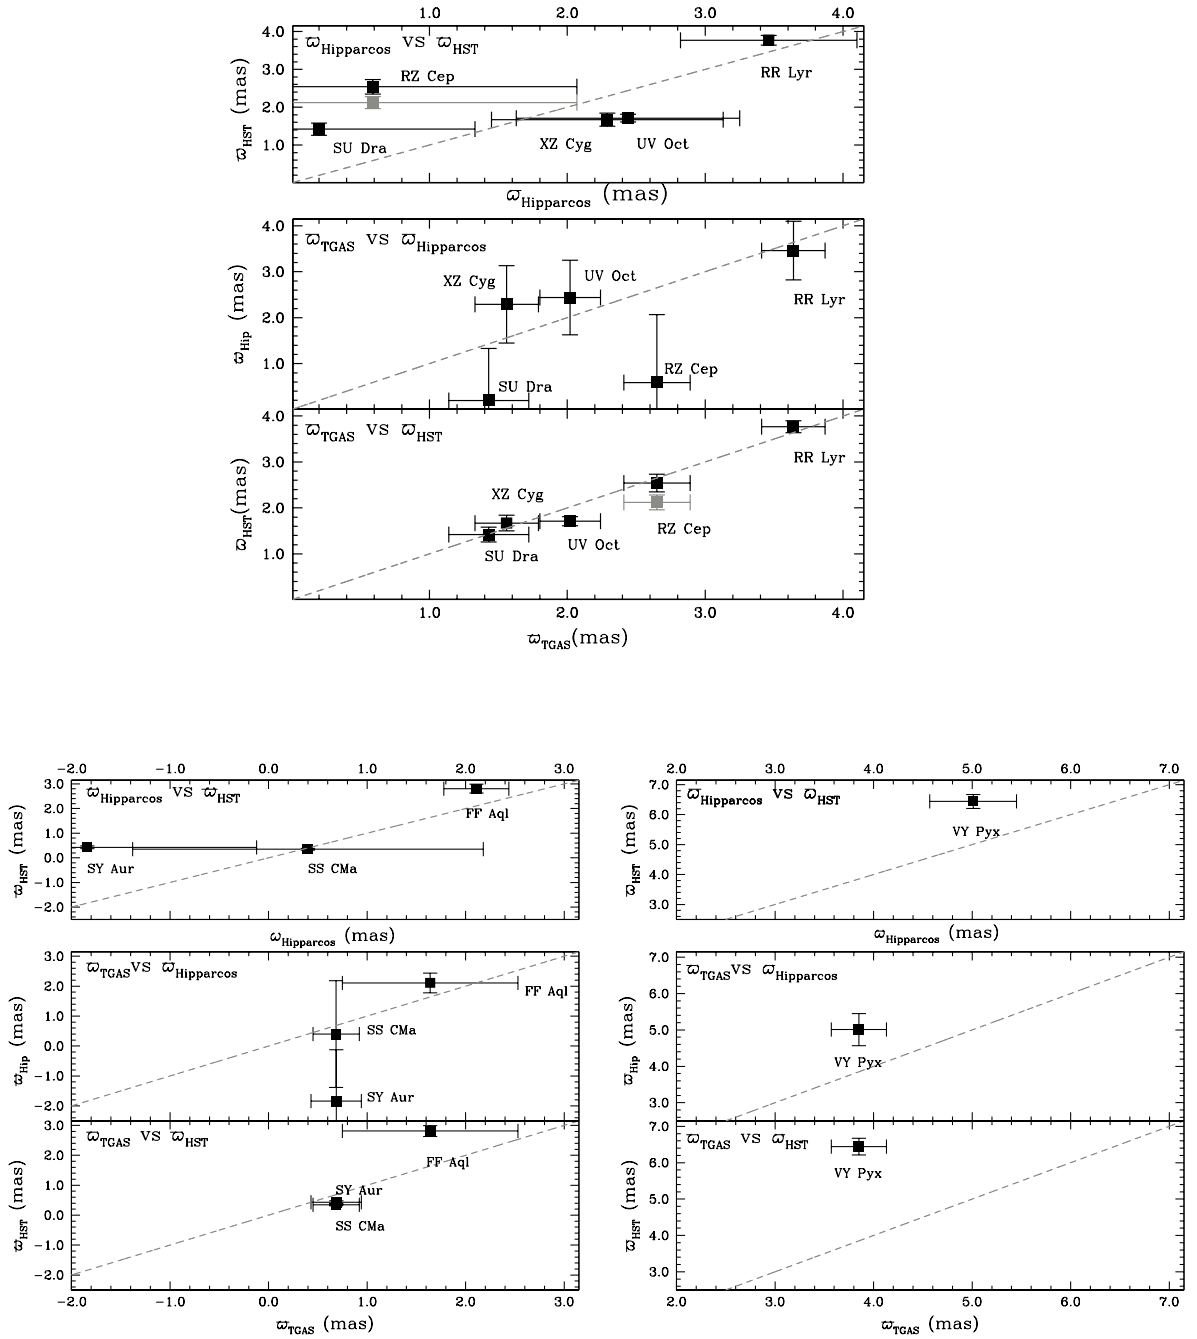 1.0 2.0 3.0 4.0
ϖHipparcos VS ϖHST
4.0
3.0
2.0
1.0
ϖHST (mas)
RZ Cep
RR Lyr
SU Dra
XZ Cyg
UV Oct
ϖHipparcos (mas)
ϖTGAS VS ϖHipparcos
4.0
3.0
2.0
1.0
ϖHip (mas)
XZ Cyg
UV Oct
RR Lyr
RZ Cep
SU Dra
ϖTGAS VS ϖHST
4.0
3.0
2.0
1.0
ϖHST(mas)
RR Lyr
XZ Cyg
RZ Cep
UV Oct
SU Dra
1.0 2.0 3.0 4.0
ϖTGAS(mas)
-2.0 -1.0 0.0 1.0 2.0 3.0
ϖHipparcos VS ϖHST
3.0
2.0
1.0
0.0
-1.0
-2.0
ϖHST (mas)
FF Aql
SY Aur
SS CMa
ϖHipparcos (mas)
ϖTGAS VS ϖHipparcos
3.0
2.0
1.0
0.0
-1.0
-2.0
ϖHip (mas)
FF Aql
SS CMa
SY Aur
ϖTGAS VS ϖHST
3.0
2.0
1.0
0.0
-1.0
-2.0
ϖHST (mas)
FF Aql
SY Aur
SS CMa
-2.0 -1.0 0.0 1.0 2.0 3.0
ϖTGAS (mas)
2.0 3.0 4.0 5.0 6.0 7.0
ϖHipparcos VS ϖHST
7.0
6.0
5.0
4.0
3.0
ϖHST (mas)
VY Pyx
ϖHipparcos (mas)
ϖTGAS VS ϖHipparcos
7.0
6.0
5.0
4.0
3.0
ϖHip (mas)
VY Pyx
ϖTGAS VS ϖHST
7.0
6.0
5.0
4.0
3.0
ϖHST (mas)
VY Pyx
2.0 3.0 4.0 5.0 6.0 7.0
ϖTGAS (mas)